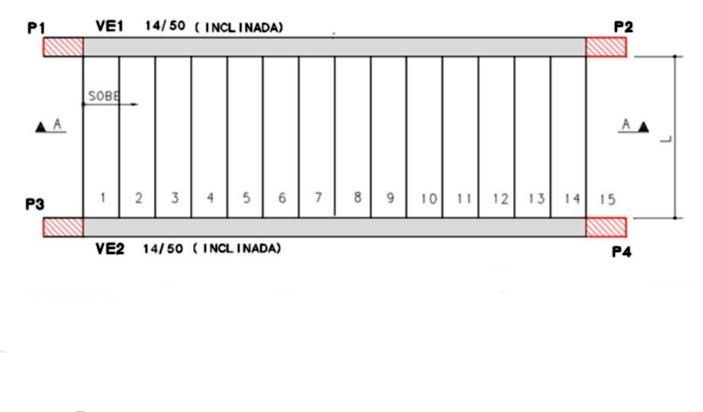 P1 VE1 14/50 (INCLINADA) P2
SOBE
A A
L
P3 1 2 3 4 5 6 7 8 9 10 11 12 13 14 15
VE2 14/50 (INCLINADA) P4